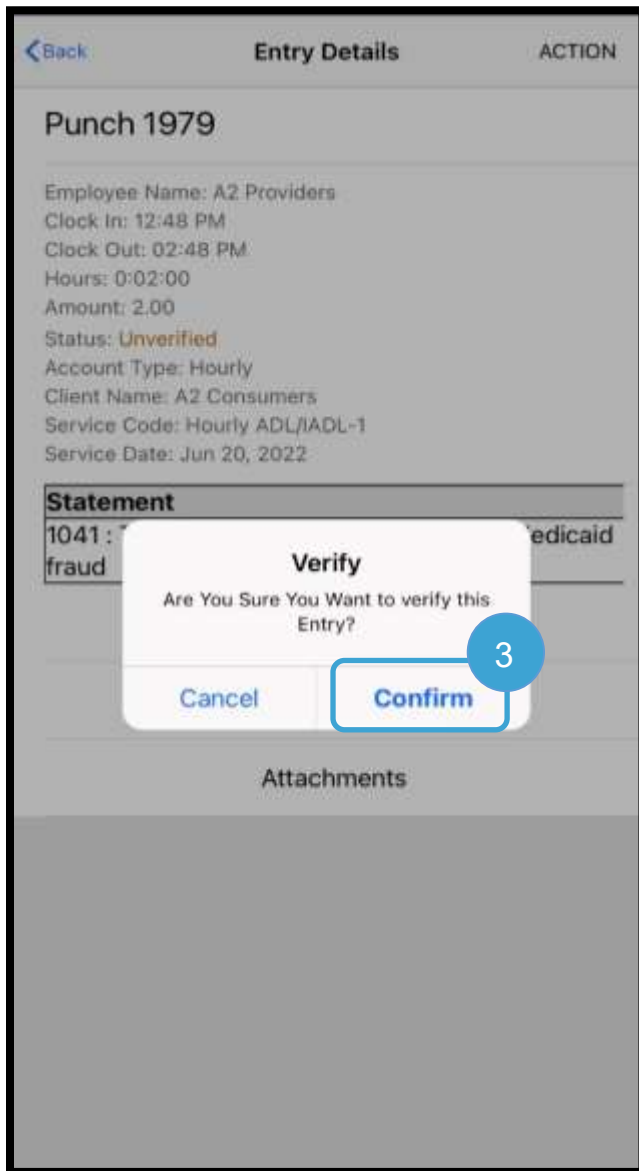 Back Entry Details ACTION
Punch 1979
Employee Name: A2 Providers
Clock In: 12:48 PM
Clock Out: 02:48 PM
Hours: 0:02:00
Amount: 2.00
Status: Unverified
Account Type: Hourly
Client Name: A2 Consumers
Service Code: Hourly ADL/IADL-1
Service Date: Jun 20, 2022
Statement
1041 : edicaid
fraud
Verify
Are You Sure You Want to verify this
Entry?
3
Cancel Confirm
Attachments